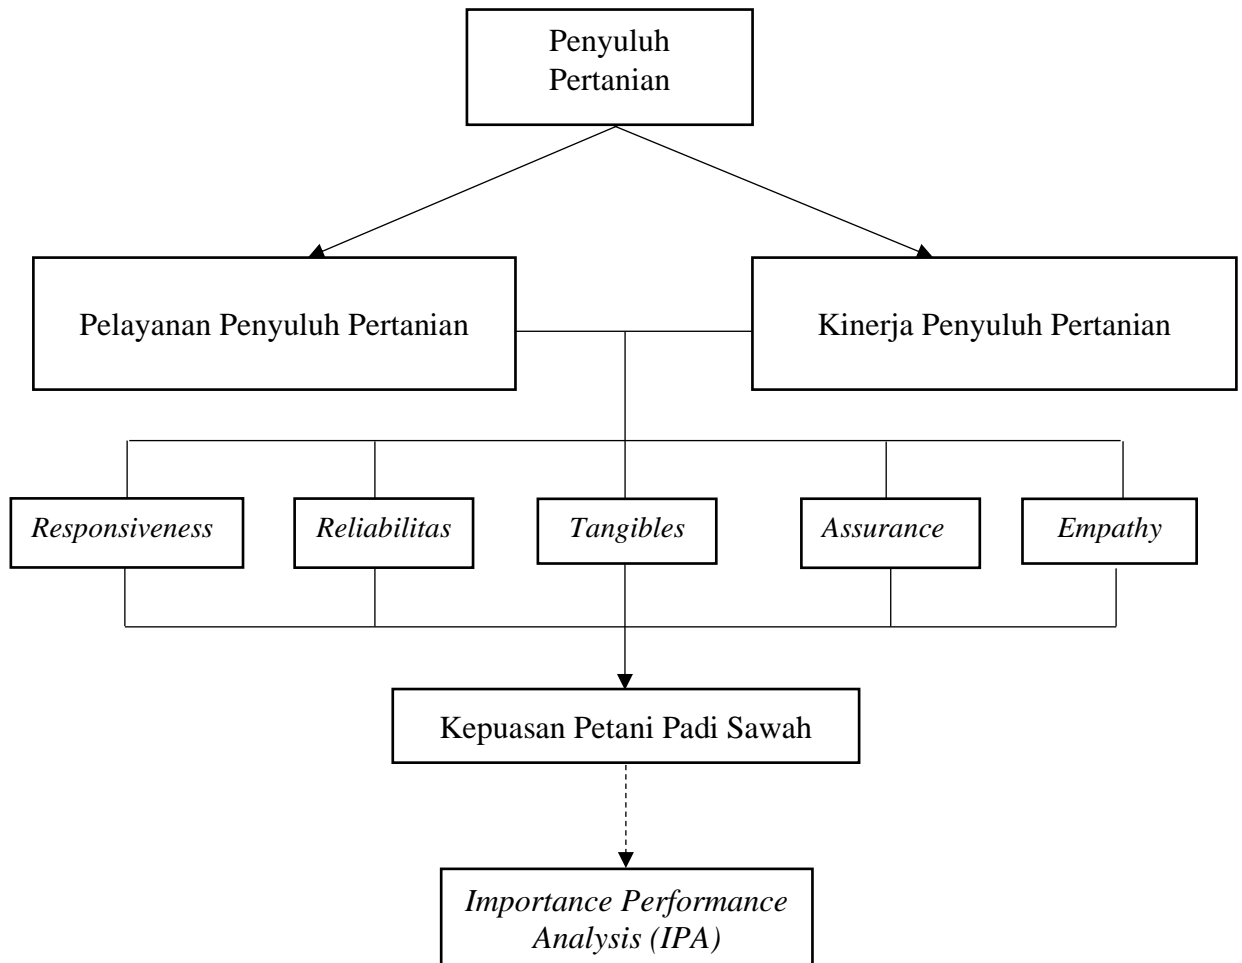 Penyuluh
Pertanian
Pelayanan Penyuluh Pertanian
Kinerja Penyuluh Pertanian
Responsiveness
Reliabilitas
Tangibles
Assurance
Empathy
Kepuasan Petani Padi Sawah
Importance Performance
Analysis (IPA)